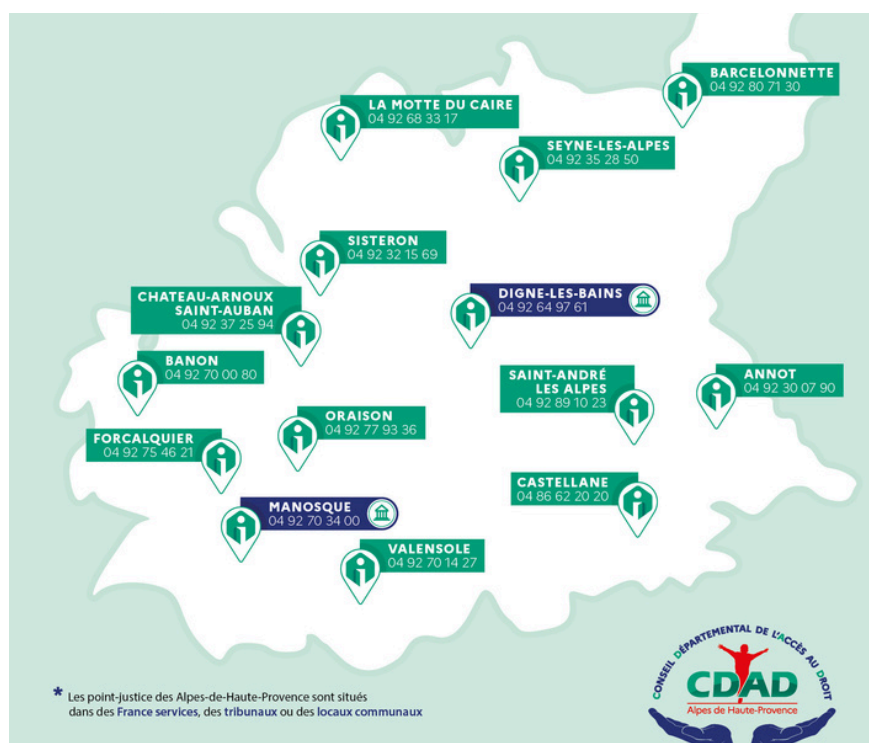 BARCELONNETTE
04 92 80 71 30
LA MOTTE DU CAIRE
04 92 68 33 17
SEYNE-LES-ALPES
04 92 35 28 50
SISTERON
04 92 32 15 69
CHATEAU-ARNOUX
SAINT-AUBAN
04 92 37 25 94
DIGNE-LES-BAINS
04 92 64 97 61
BANON
04 92 70 00 80
SAINT-ANDRÉ
LES ALPES
04 92 89 10 23
ANNOT
04 92 30 07 90
ORAISON
04 92 77 93 36
FORCALQUIER
04 92 75 46 21
CASTELLANE
04 86 62 20 20
MANOSQUE
04 92 70 34 00
VALENSOLE
04 92 70 14 27
CONSEIL DÉPARTEMENTAL DE L'ACCÈS AU DROIT
CDAD
Alpes de Haute-Provence
* Les point-justice des Alpes-de-Haute-Provence sont situés
dans des France services, des tribunaux ou des locaux communaux